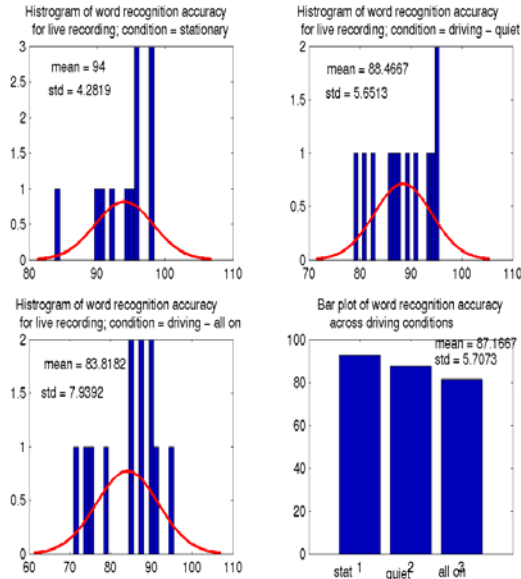 Histrogram of word recognition accuracy
for live recording; condition = stationary
mean = 94
std = 4.2819
3
2.5
2
1.5
1
0.5
0
80 90 100 110
Histrogram of word recognition accuracy
for live recording; condition = driving - quiet
mean = 88.4667
std = 5.6513
2
1.5
1
0.5
0
70 80 90 100 110
Histrogram of word recognition accuracy
for live recording; condition = driving - all on
mean = 83.8182
std = 7.9392
2
1.5
1
0.5
0
60 70 80 90 100 110
Bar plot of word recognition accuracy
across driving conditions
mean = 87.1667
std = 5.7073
100
80
60
40
20
0
1 2 3
stat quiet all on